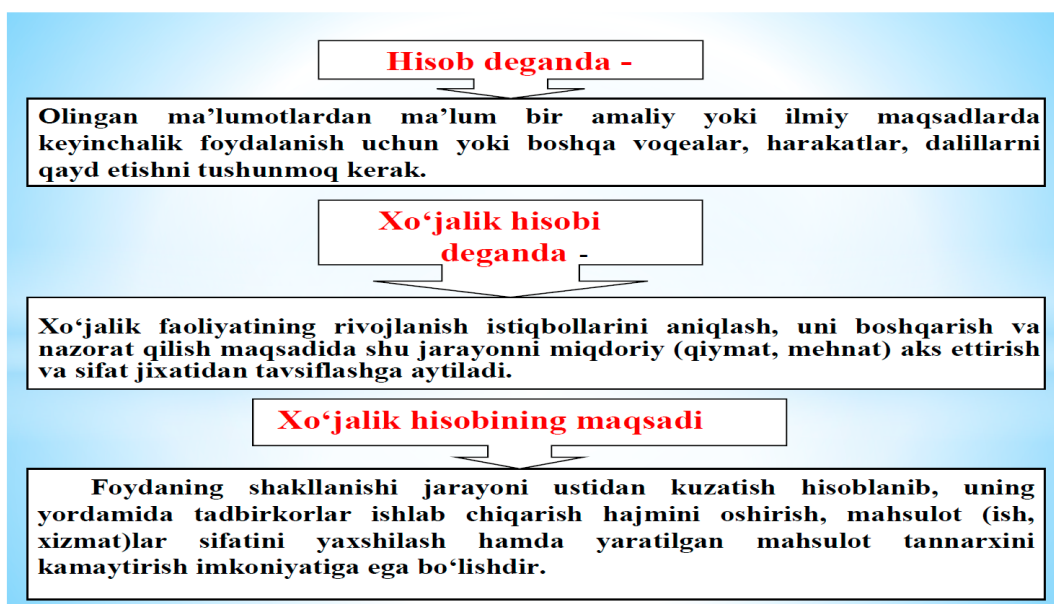 Hisob deganda -
Olingan ma’lumotlardan ma’lum bir amaliy yoki ilmiy maqsadlarda
keyinchalik foydalanish uchun yoki boshqa voqealar, harakatlar, dalillarni
qayd etishni tushunmoq kerak.
Xo‘jalik hisobi
deganda -
Xo‘jalik faoliyatining rivojlanish istiqbollarini aniqlash, uni boshqarish va
nazorat qilish maqsadida shu jarayonni miqdoriy (qiymat, mehnat) aks ettirish
va sifat jixatidan tavsiflashga aytiladi.
Xo‘jalik hisobining maqsadi
Foydaning shakllanishi jarayoni ustidan kuzatish hisoblanib, uning
yordamida tadbirkorlar ishlab chiqarish hajmini oshirish, mahsulot (ish,
xizmat)lar sifatini yaxshilash hamda yaratilgan mahsulot tannarxini
kamaytirish imkoniyatiga ega bo‘lishdir.